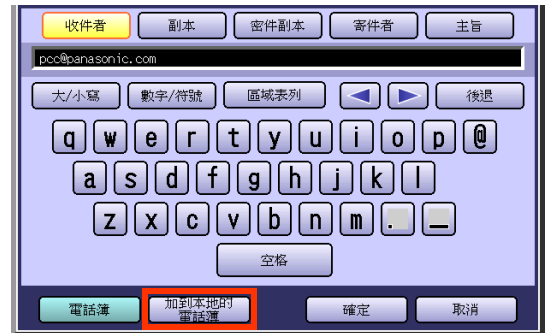 收件者 副本 密件副本 寄件者 主旨
pcc@panasonic.com
大/小寫 數字/符號 區域表列 後退
q w e r t y u i o p @
a s d f g h j k l
z x c v b n m . _
空格
電話簿 加到本地的 確定 取消
電話簿